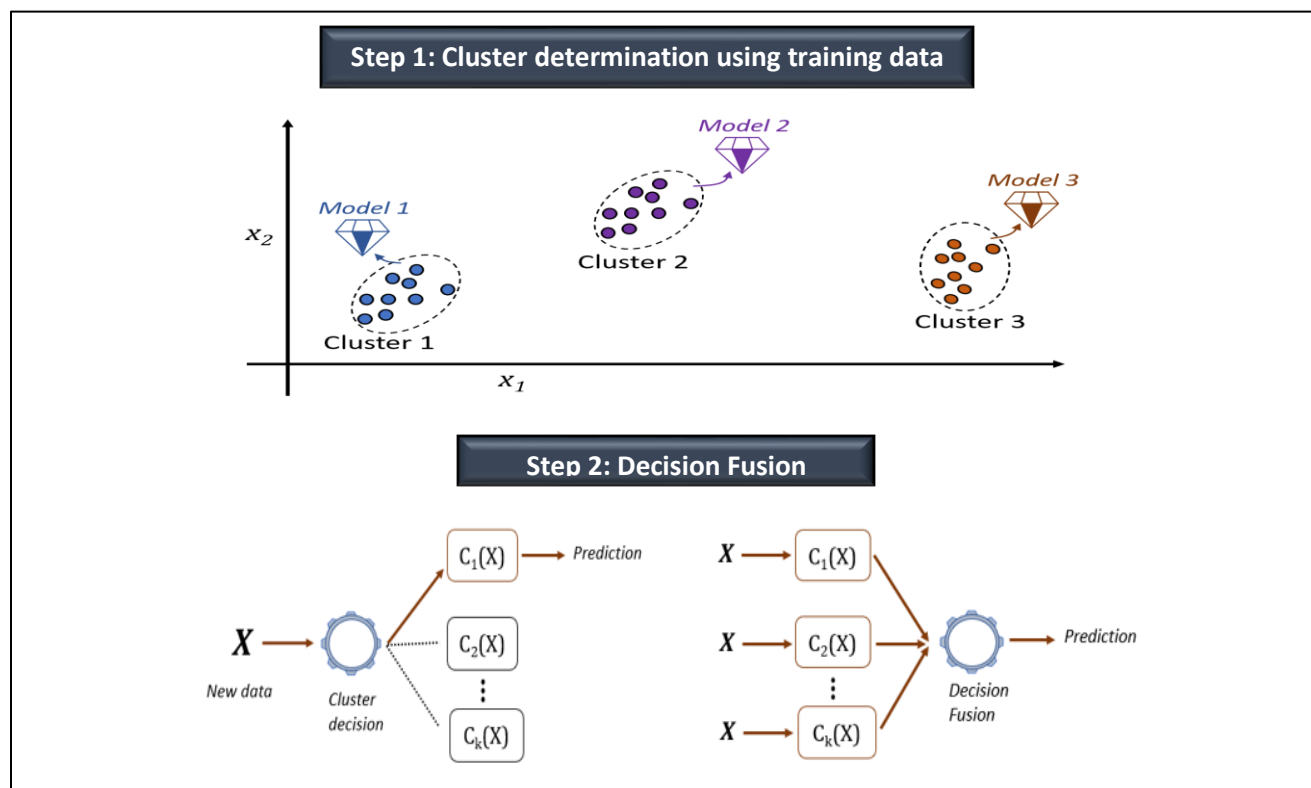 Step 1: Cluster determination using training data
Model 2
Model 3
Model 1
x₂
Cluster 2
Cluster 3
Cluster 1
x₁
Step 2: Decision Fusion
C₁(X)
Prediction
X
C₁(X)
X
New data
Cluster
decision
C₂(X)
Cₖ(X)
X
C₂(X)
X
Cₖ(X)
Decision
Fusion
Prediction